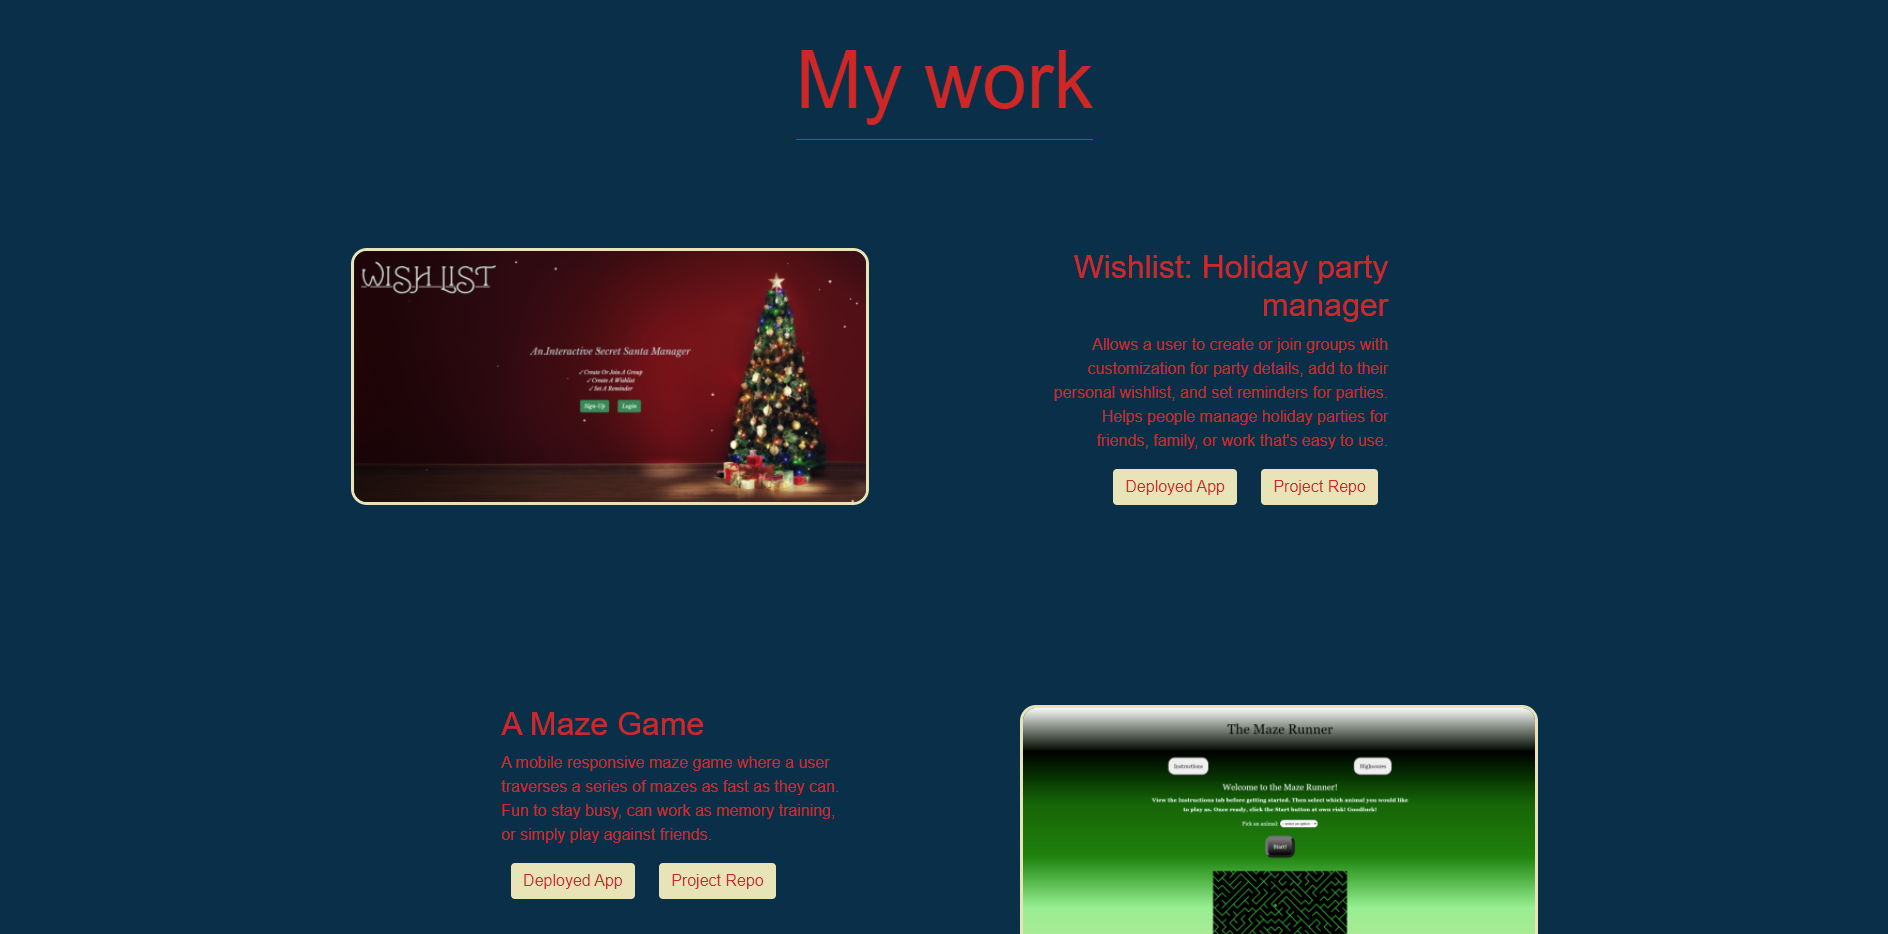 My work
WISH LIST
An Interactive Secret Santa Manager
✓Create Or Join A Group
✓Create A Wishlist
✓Set A Reminder
Sign-Up Login
Wishlist: Holiday party
manager
Allows a user to create or join groups with
customization for party details, add to their
personal wishlist, and set reminders for parties.
Helps people manage holiday parties for
friends, family, or work that's easy to use.
Deployed App Project Repo
A Maze Game
A mobile responsive maze game where a user
traverses a series of mazes as fast as they can.
Fun to stay busy, can work as memory training,
or simply play against friends.
Deployed App Project Repo
The Maze Runner
Instructions Highscores
Welcome to the Maze Runner!
View the Instructions tab before getting started. Then select which animal you would like
to play as. Once ready, click the Start button at own risk! Goodluck!
Pick an animal
Start!